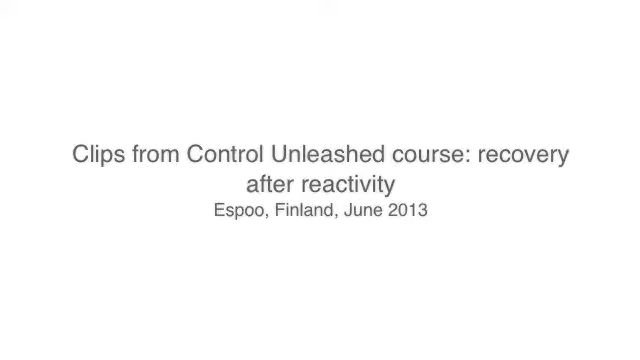 Clips from Control Unleashed course: recovery
after reactivity
Espoo, Finland, June 2013